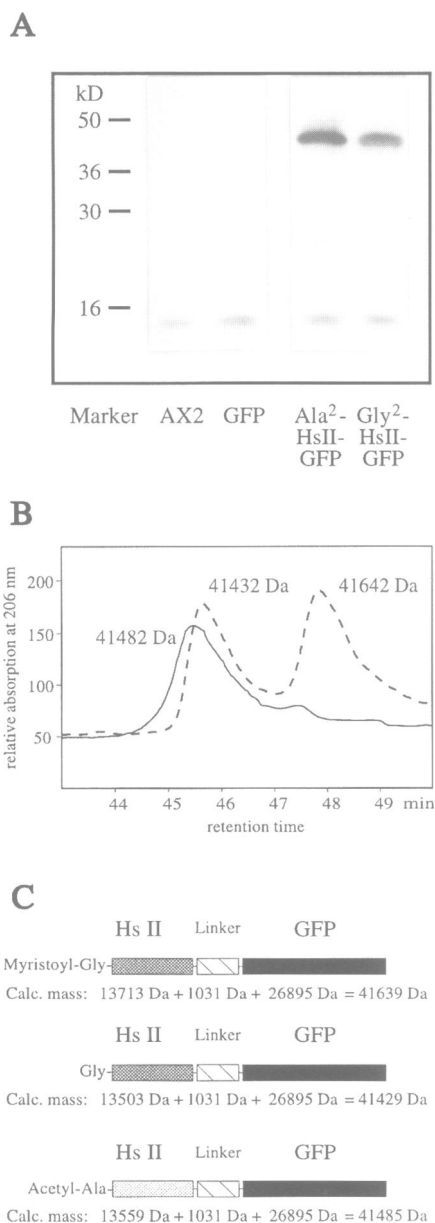 A
kD
50
36
30
16
Marker AX2 GFP Ala2- Gly2-
HsII- HsII-
GFP GFP
B
200
150
100
50
41432 Da 41642 Da
41482 Da
relative absorption at 206 nm
44 45 46 47 48 49 min
retention time
C
Hs II Linker GFP
Myristoyl-Gly-
Calc. mass: 13713 Da + 1031 Da + 26895 Da = 41639 Da
Hs II Linker GFP
Gly-
Calc. mass: 13503 Da + 1031 Da + 26895 Da = 41429 Da
Hs II Linker GFP
Acetyl-Ala-
Calc. mass: 13559 Da + 1031 Da + 26895 Da = 41485 Da